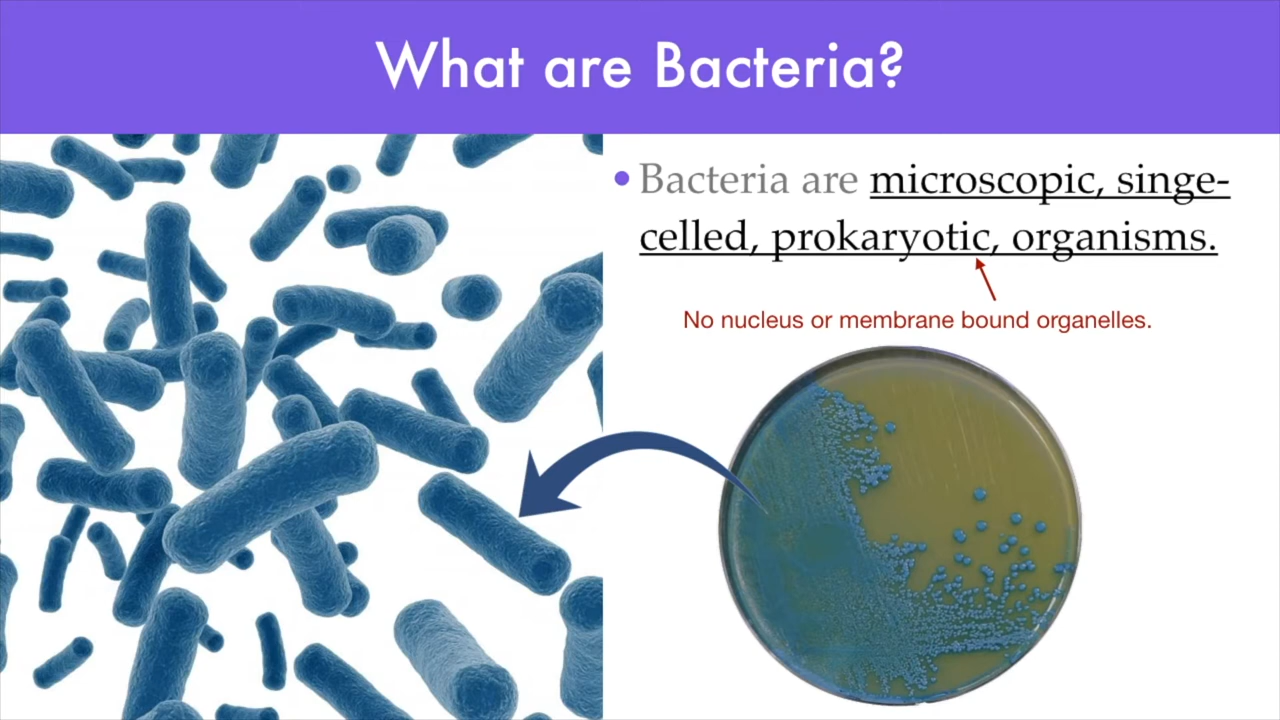 What are Bacteria?
• Bacteria are microscopic, singe-
celled, prokaryotic, organisms.
No nucleus or membrane bound organelles.